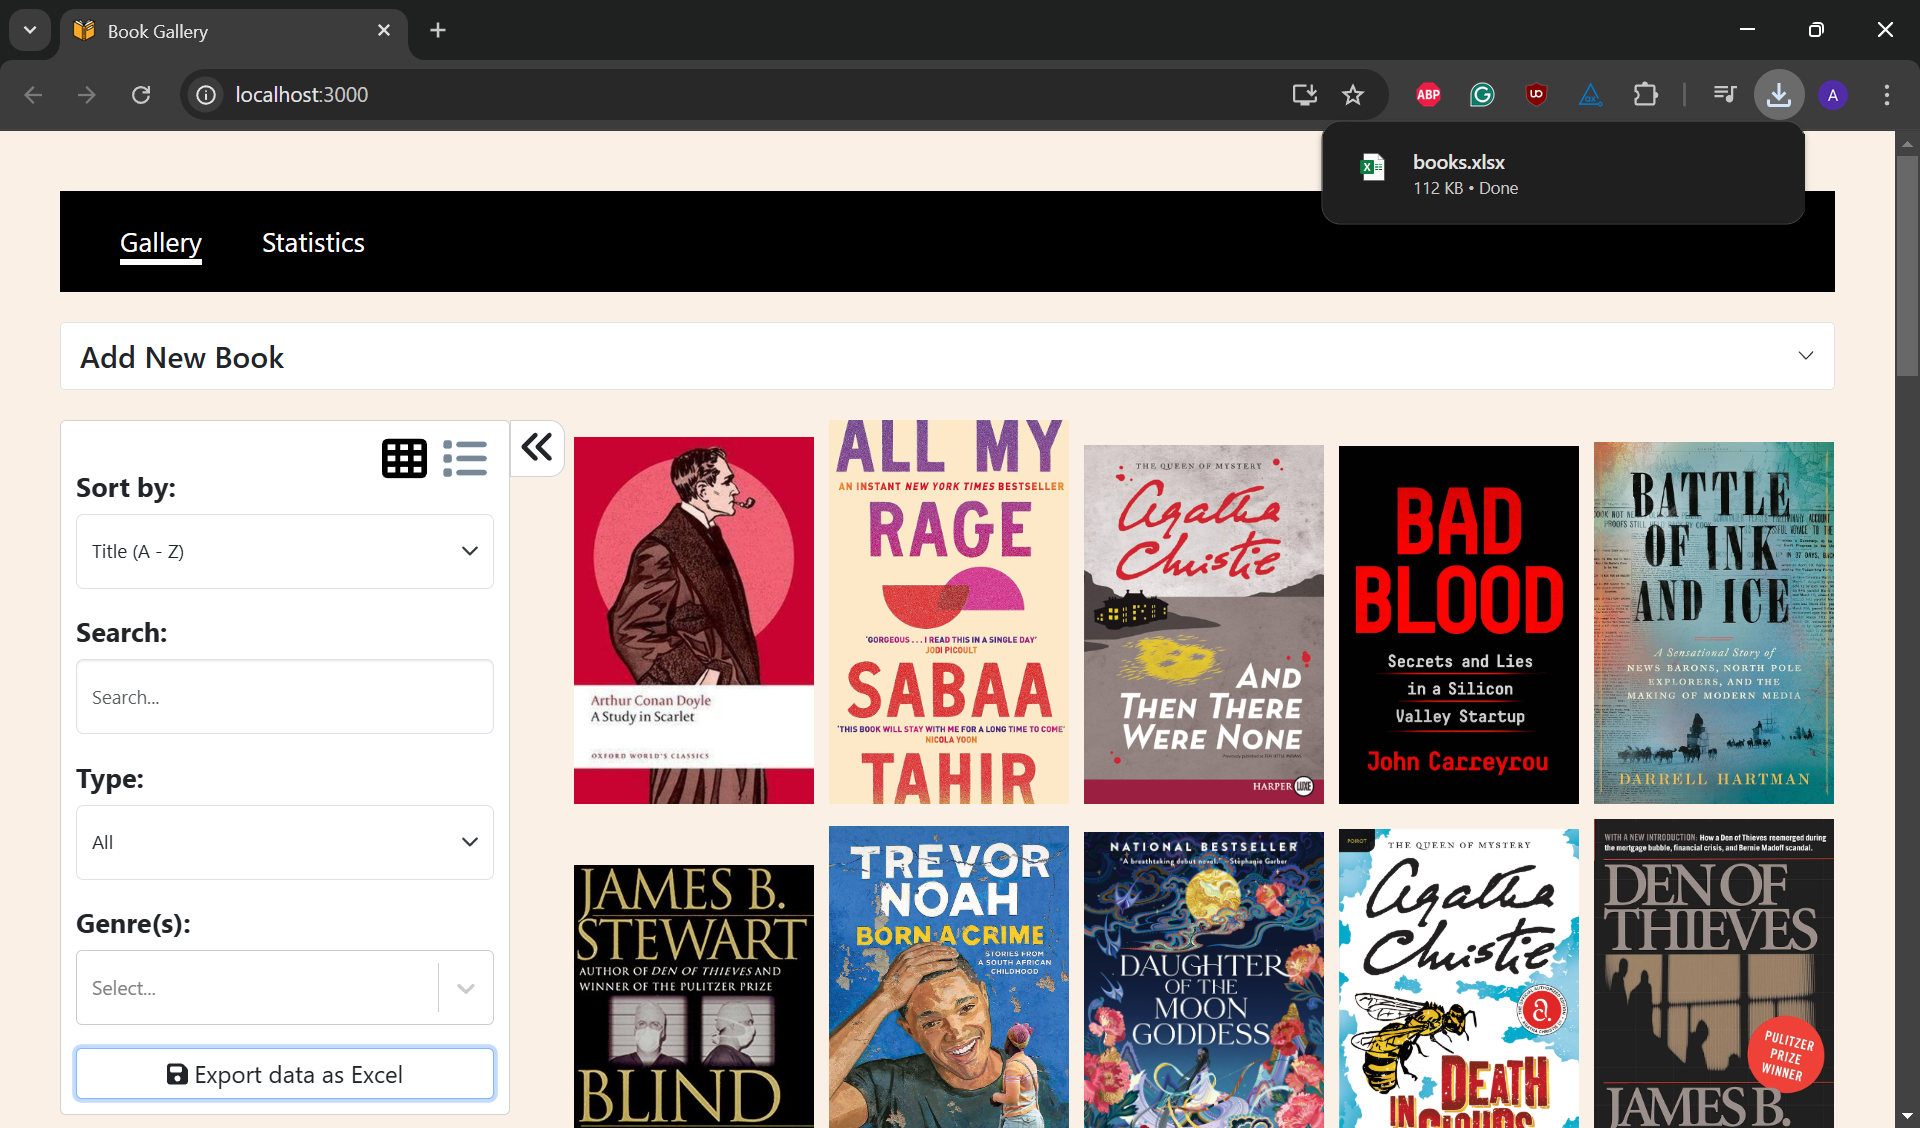 Book Gallery
localhost:3000
ABP
UO
A
books.xlsx
112 KB • Done
Gallery
Statistics
Add New Book
Sort by:
Title (A - Z)
Search:
Search...
Type:
All
Genre(s):
Select...
Export data as Excel
Arthur Conan Doyle
A Study in Scarlet
OXFORD WORLD'S CLASSICS
ALL MY
AN INSTANT NEW YORK TIMES BESTSELLER
RAGE
'GORGEOUS . . . I READ THIS IN A SINGLE DAY'
JODI PICOULT
SABAA
'THIS BOOK WILL STAY WITH ME FOR A LONG TIME TO COME'
NICOLA YOON
TAHIR
THE QUEEN OF MYSTERY
Agatha
Christie
AND
THEN THERE
WERE NONE
HARPER LUXE
BAD
BLOOD
Secrets and Lies
in a Silicon
Valley Startup
John Carreyrou
BATTLE
OF INK
AND ICE
A Sensational Story of
NEWS BARONS, NORTH POLE
EXPLORERS, AND THE
MAKING OF MODERN MEDIA
DARRELL HARTMAN
JAMES B.
STEWART
AUTHOR OF DEN OF THIEVES AND
WINNER OF THE PULITZER PRIZE
BLIND
TREVOR
NOAH
BORN A CRIME
STORIES FROM
A SOUTH AFRICAN
CHILDHOOD
NATIONAL BESTSELLER
"A breathtaking debut novel." —Stephanie Garber
DAUGHTER
OF THE
MOON
GODDESS
POIROT
THE QUEEN OF MYSTERY
Agatha
Christie
a.
DEATH
IN THE CLOUDS
WITH A NEW INTRODUCTION: How a Den of Thieves reemerged during
the mortgage bubble, financial crisis, and Bernie Madoff scandal.
DEN OF
THIEVES
PULITZER
PRIZE
WINNER
JAMES B.